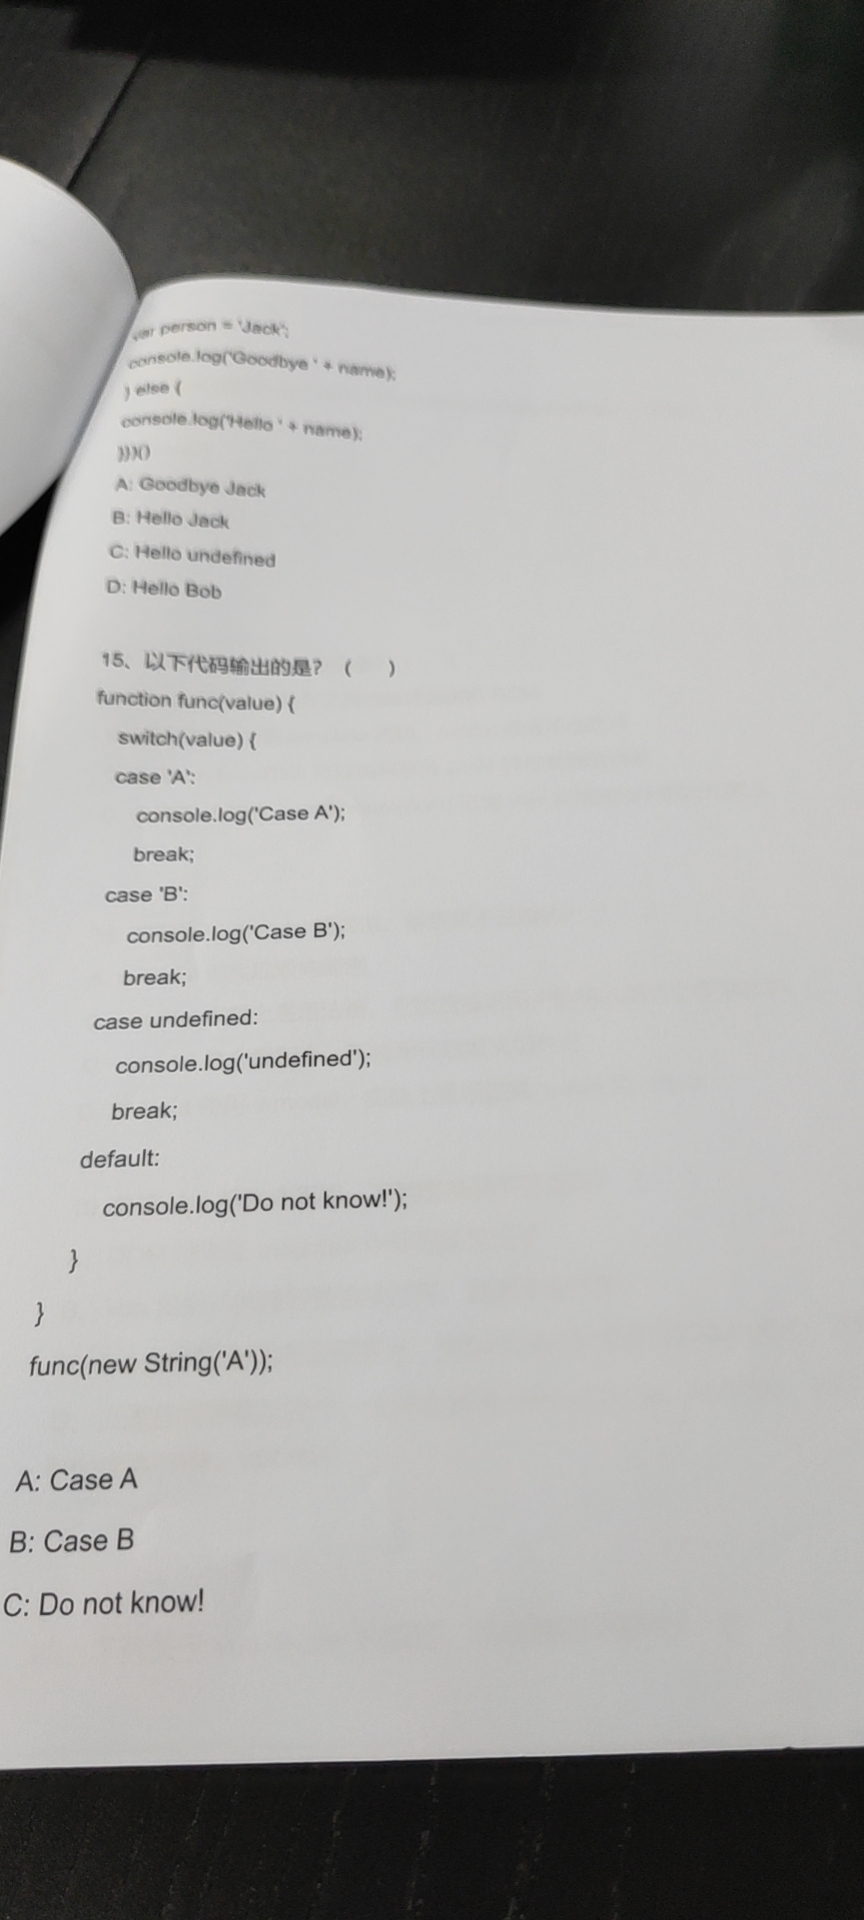 var person = 'Jack';
console.log('Goodbye ' + name);
} else {
console.log('Hello ' + name);
}})()
A: Goodbye Jack
B: Hello Jack
C: Hello undefined
D: Hello Bob
15、以下代码输出的是？（ ）
function func(value) {
switch(value) {
case 'A':
console.log('Case A');
break;
case 'B':
console.log('Case B');
break;
case undefined:
console.log('undefined');
break;
default:
console.log('Do not know!');
}
}
func(new String('A'));
A: Case A
B: Case B
C: Do not know!